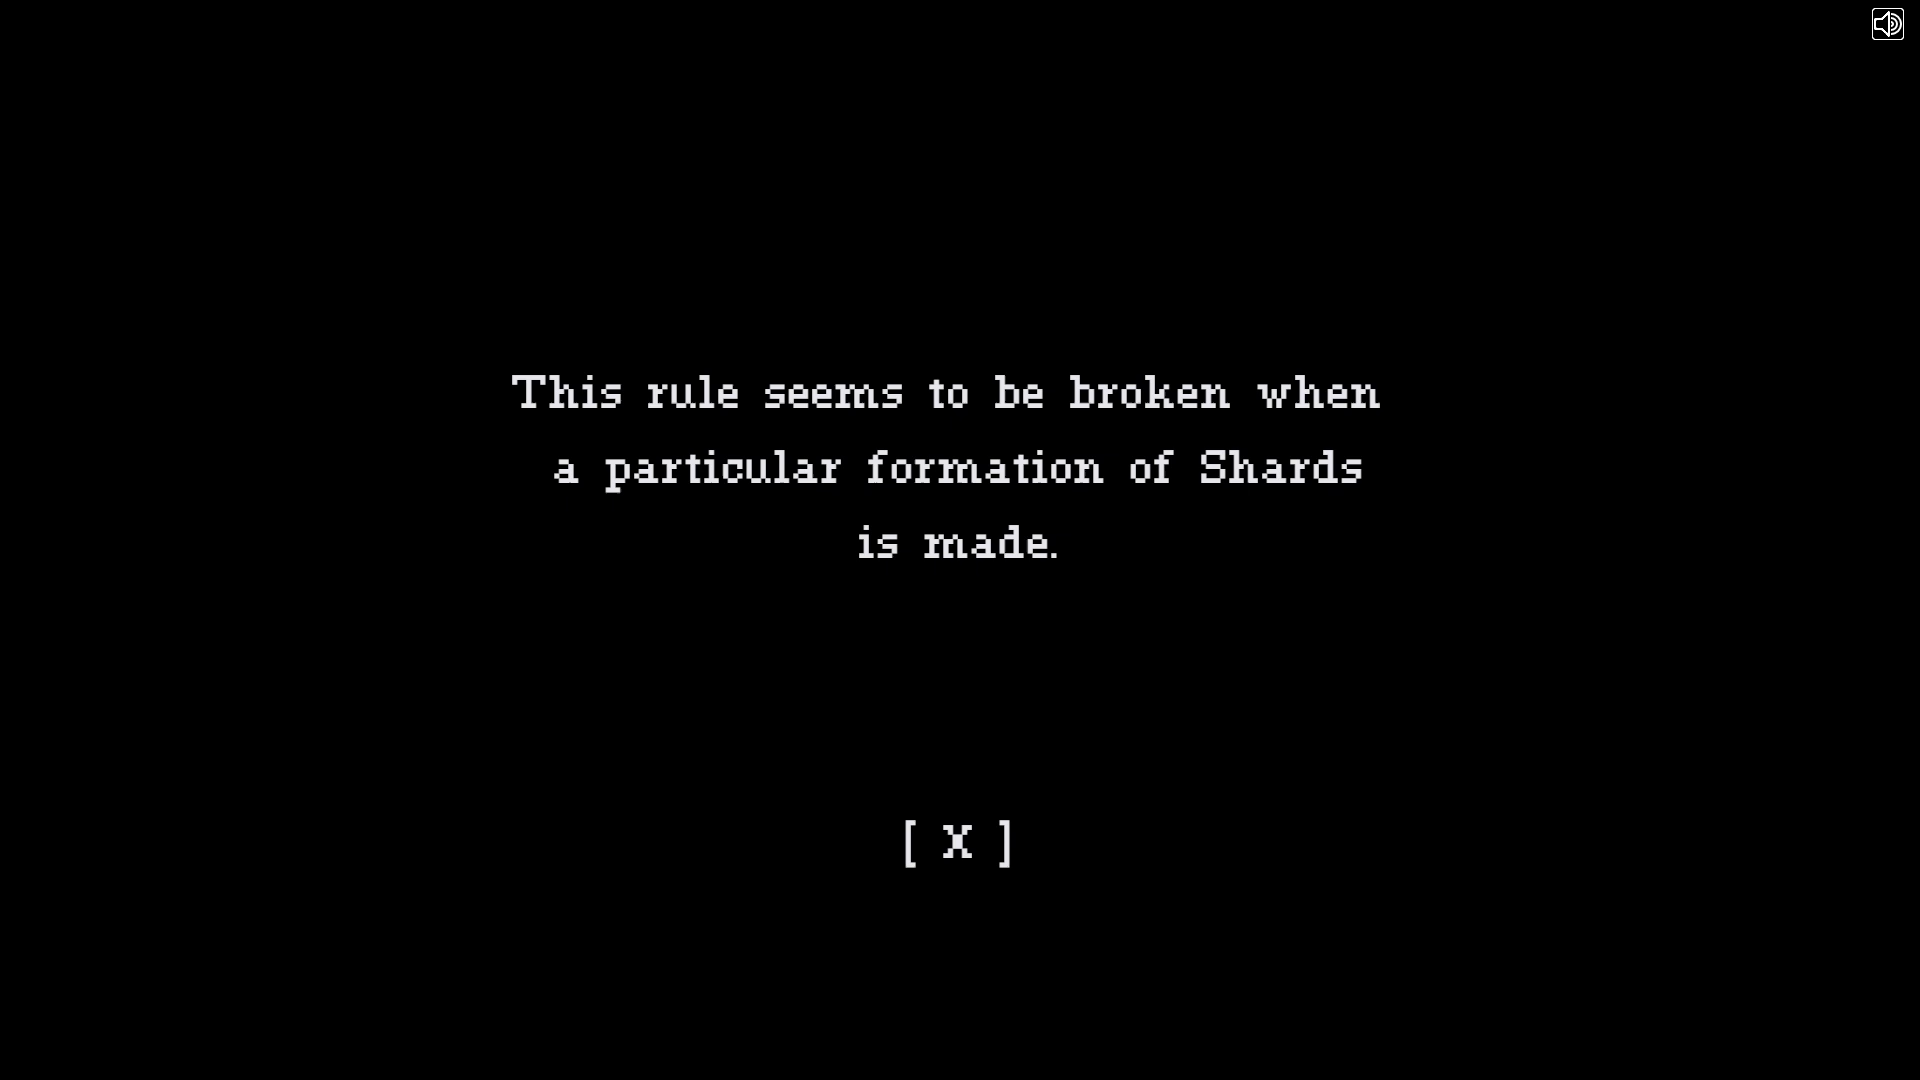 This rule seems to be broken when
a particular formation of Shards
is made.
[ X ]